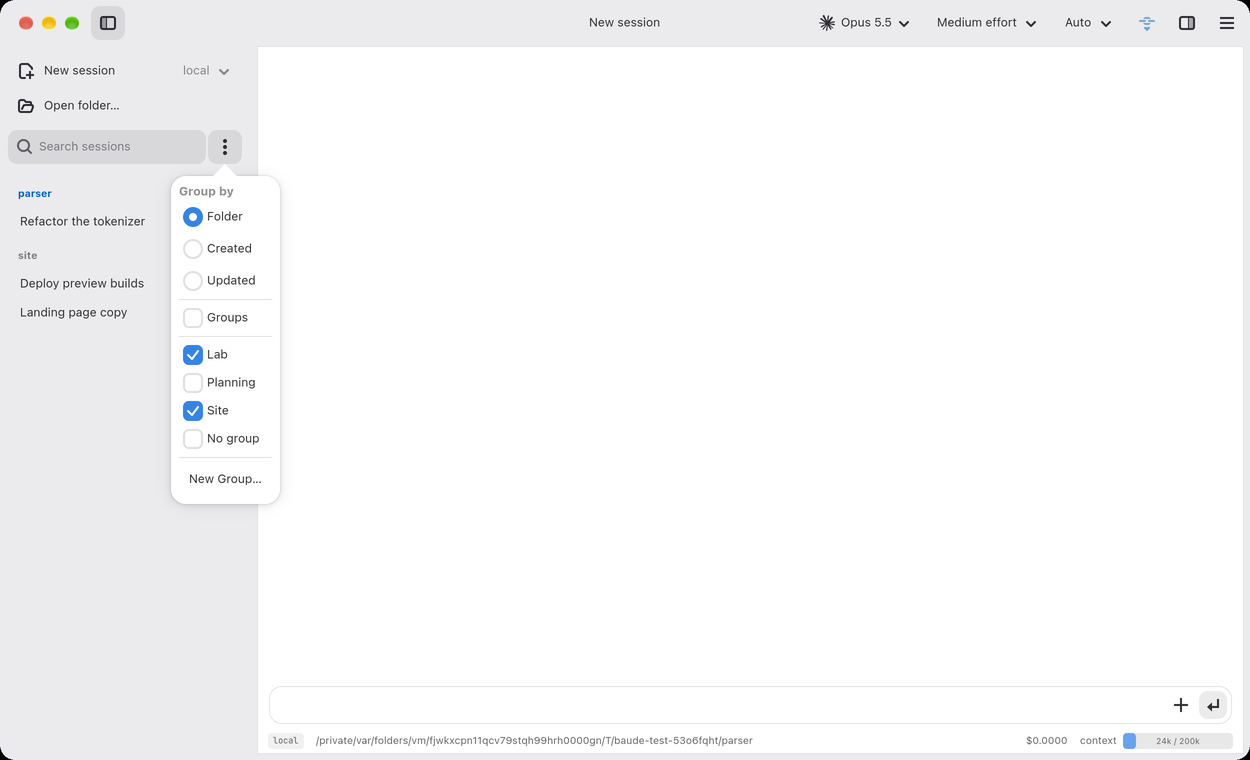 New session
Opus 5.5
Medium effort
Auto
New session
local
Open folder...
Search sessions
parser
Refactor the tokenizer
site
Deploy preview builds
Landing page copy
Group by
Folder
Created
Updated
Groups
Lab
Planning
Site
No group
New Group...
local
/private/var/folders/vm/fjwkxcpn11qcv79stqh99hrh0000gn/T/baude-test-53o6fqht/parser
$0.0000
context
24k / 200k